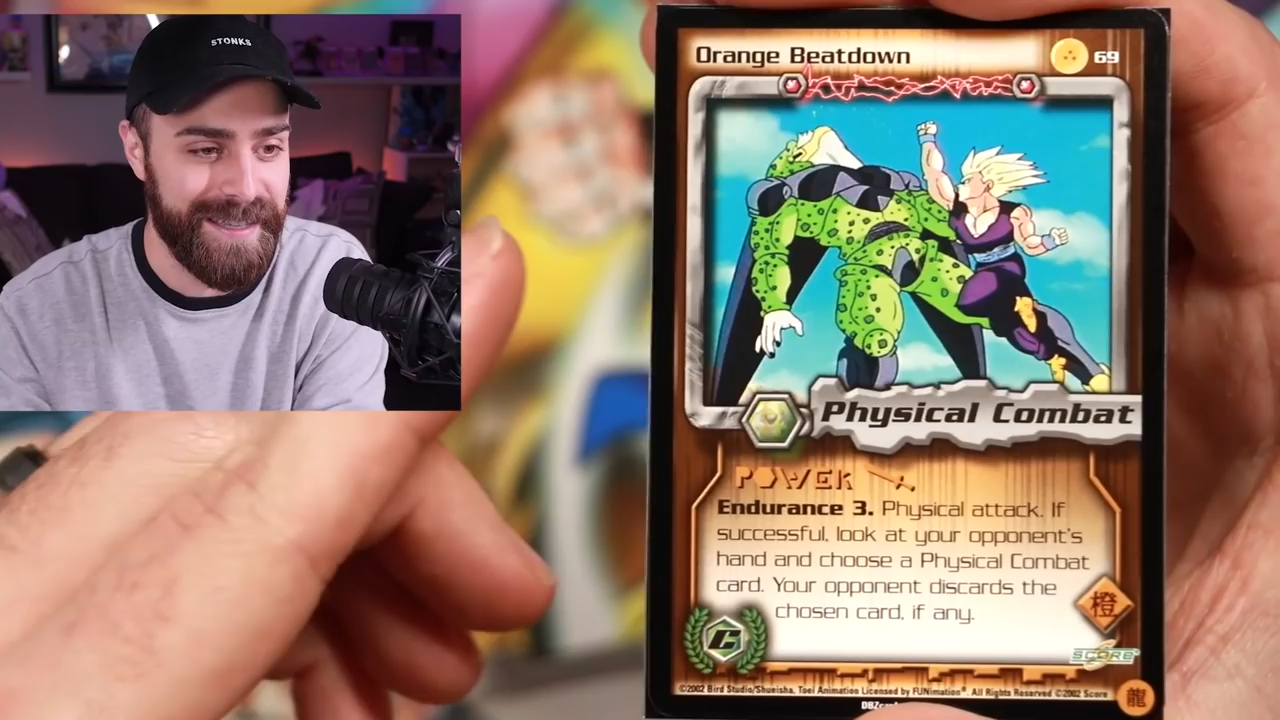 STONKS
Orange Beatdown
69
Physical Combat
POWER
Endurance 3. Physical attack. If
successful, look at your opponent's
hand and choose a Physical Combat
card. Your opponent discards the
chosen card, if any.
橙
C
SCORE
©2002 Bird Studio/Shueisha, Toei Animation Licensed by FUNimation®. All Rights Reserved ©2002 Score
龍